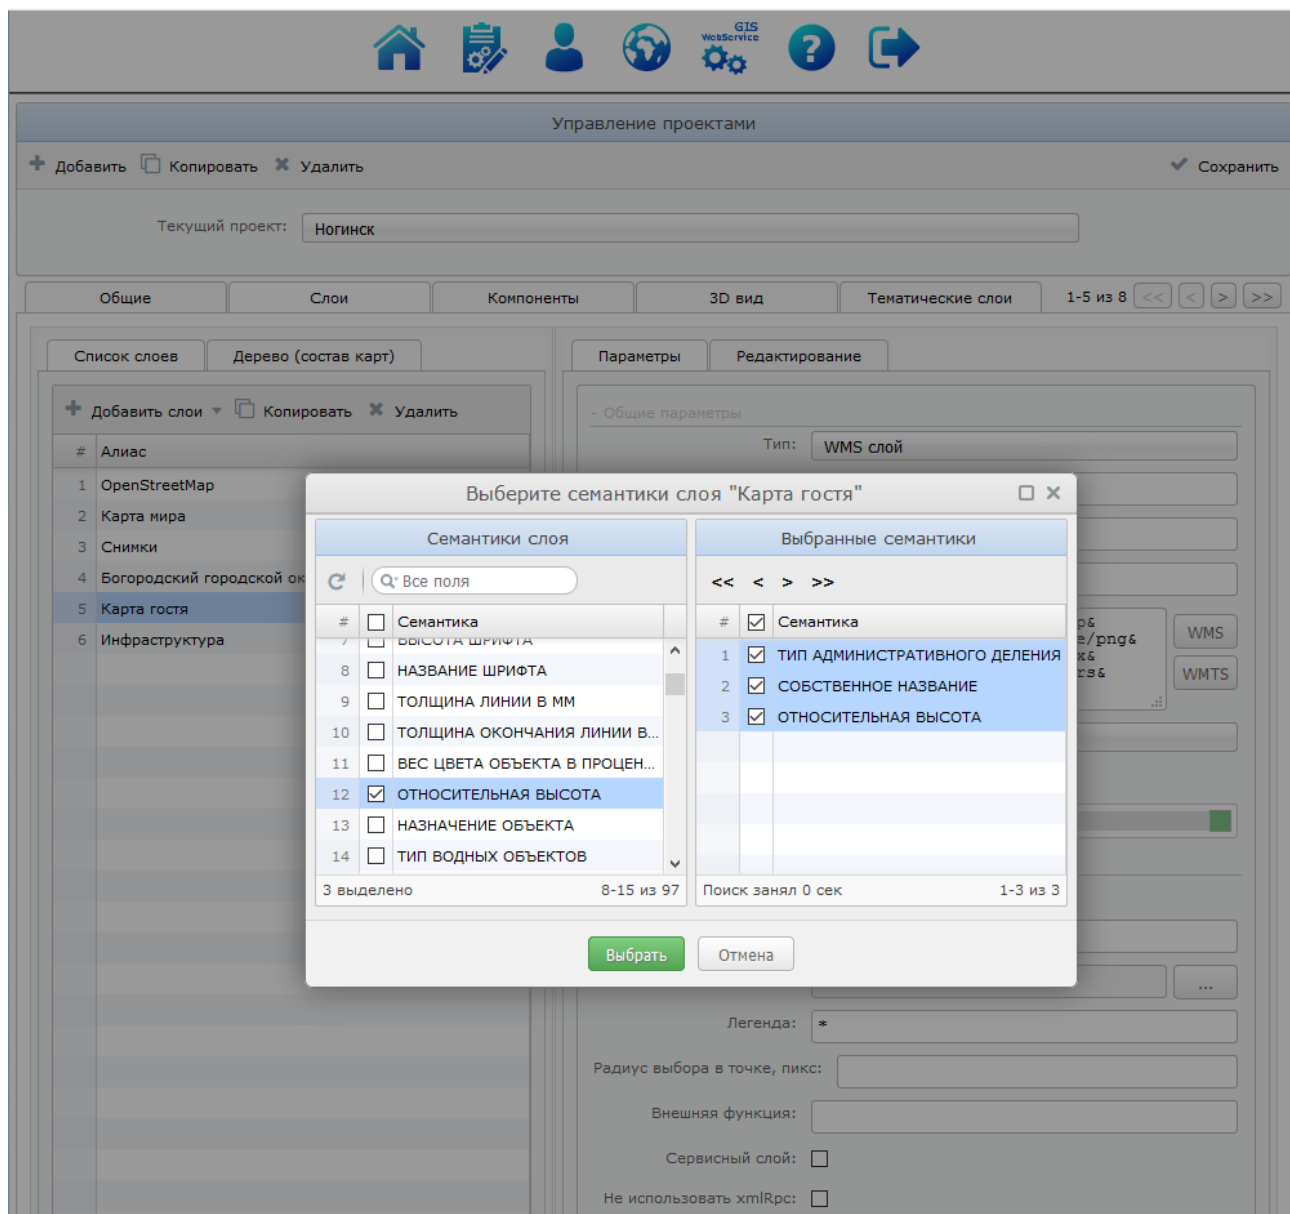 GIS
WebService
Управление проектами
Добавить Копировать Удалить Сохранить
Текущий проект: Ногинск
Общие Слои Компоненты 3D вид Тематические слои 1-5 из 8 << < > >>
Список слоев Дерево (состав карт) Параметры Редактирование
Добавить слои Копировать Удалить
- Общие параметры
Тип: WMS слой
# Алиас
1 OpenStreetMap
2 Карта мира
3 Снимки
4 Богородский городской ок
5 Карта гостя
6 Инфраструктура
p&
e/png&
x&
rs&
WMS
WMTS
Выберите семантики слоя "Карта гостя"
Семантики слоя
Все поля
# Семантика
7 ВЫСОТА ШРИФТА
8 НАЗВАНИЕ ШРИФТА
9 ТОЛЩИНА ЛИНИИ В ММ
10 ТОЛЩИНА ОКОНЧАНИЯ ЛИНИИ В...
11 ВЕС ЦВЕТА ОБЪЕКТА В ПРОЦЕН...
12 ОТНОСИТЕЛЬНАЯ ВЫСОТА
13 НАЗНАЧЕНИЕ ОБЪЕКТА
14 ТИП ВОДНЫХ ОБЪЕКТОВ
3 выделено 8-15 из 97
Выбранные семантики
<< < > >>
# Семантика
1 ТИП АДМИНИСТРАТИВНОГО ДЕЛЕНИЯ
2 СОБСТВЕННОЕ НАЗВАНИЕ
3 ОТНОСИТЕЛЬНАЯ ВЫСОТА
Поиск занял 0 сек 1-3 из 3
Выбрать Отмена
...
Легенда: *
Радиус выбора в точке, пикс:
Внешняя функция:
Сервисный слой:
Не использовать xmlRpc: